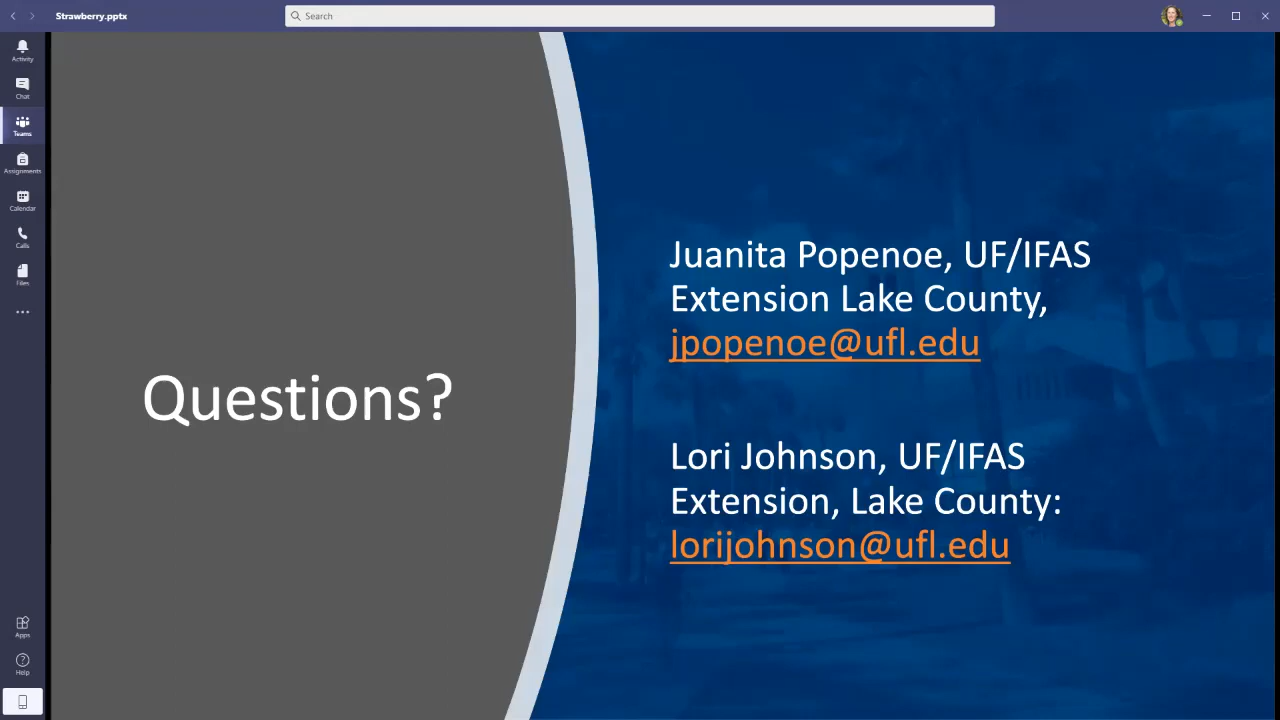 Strawberry.pptx
Search
Activity
Chat
Teams
Assignments
Calendar
Calls
Files
Apps
Help
Questions?
Juanita Popenoe, UF/IFAS
Extension Lake County,
jpopenoe@ufl.edu
Lori Johnson, UF/IFAS
Extension, Lake County:
lorijohnson@ufl.edu